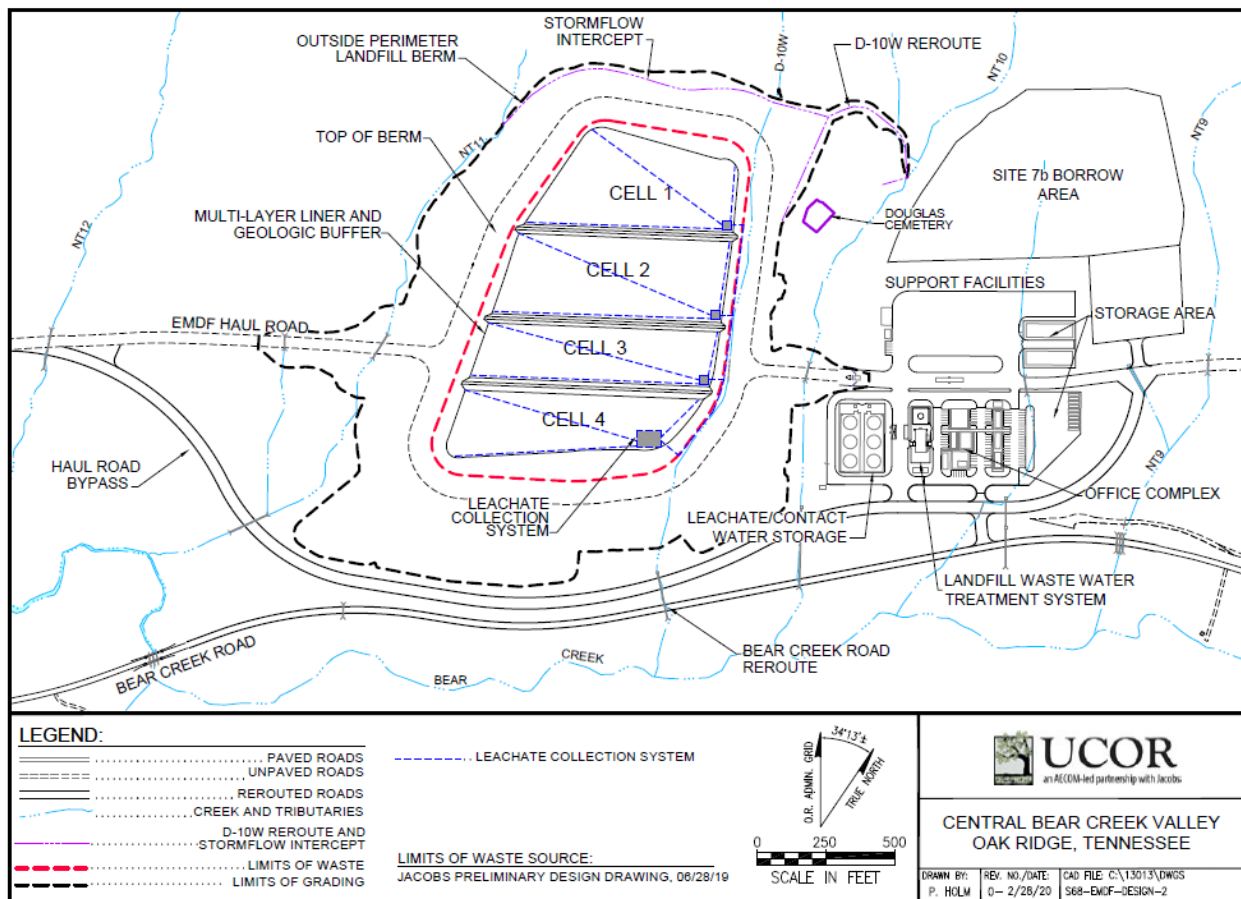 STORMFLOW
INTERCEPT
OUTSIDE PERIMETER
LANDFILL BERM
D-10W
D-10W REROUTE
NT10
NT9
TOP OF BERM
NT11
CELL 1
SITE 7b BORROW
AREA
MULTI-LAYER LINER AND
GEOLOGIC BUFFER
DOUGLAS
CEMETERY
NT12
CELL 2
SUPPORT FACILITIES
EMDF HAUL ROAD
STORAGE AREA
CELL 3
CELL 4
HAUL ROAD
BYPASS
NT9
LEACHATE
COLLECTION
SYSTEM
OFFICE COMPLEX
LEACHATE/CONTACT
WATER STORAGE
LANDFILL WASTE WATER
TREATMENT SYSTEM
BEAR CREEK ROAD
BEAR CREEK ROAD
REROUTE
BEAR
CREEK
LEGEND:
PAVED ROADS
UNPAVED ROADS
REROUTED ROADS
CREEK AND TRIBUTARIES
D-10W REROUTE AND
STORMFLOW INTERCEPT
LIMITS OF WASTE
LIMITS OF GRADING
LEACHATE COLLECTION SYSTEM
LIMITS OF WASTE SOURCE:
JACOBS PRELIMINARY DESIGN DRAWING, 06/28/19
34°13'±
O.R. ADMIN. GRID
TRUE NORTH
0 250 500
SCALE IN FEET
UCOR
an AECOM-led partnership with Jacobs
CENTRAL BEAR CREEK VALLEY
OAK RIDGE, TENNESSEE
DRAWN BY: REV. NO./DATE: CAD FILE: C:\13013\DWGS
P. HOLM 0- 2/28/20 S68-EMDF-DESIGN-2